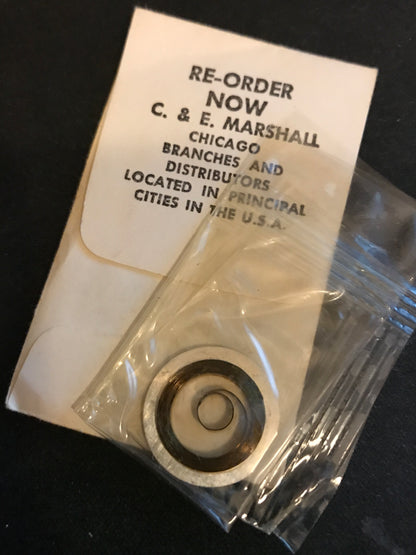 RE-ORDER
NOW
C. & E. MARSHALL
CHICAGO
BRANCHES AND
DISTRIBUTORS
LOCATED IN PRINCIPAL
CITIES IN THE U.S.A.